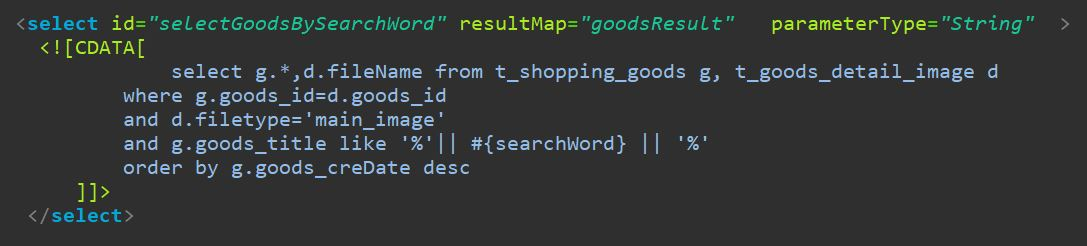 <select id="selectGoodsBySearchWord" resultMap="goodsResult"   parameterType="String"  >
  <![CDATA[
             select g.*,d.fileName from t_shopping_goods g, t_goods_detail_image d
         where g.goods_id=d.goods_id
         and d.filetype='main_image'
         and g.goods_title like '%'|| #{searchWord} || '%'
         order by g.goods_creDate desc
     ]]>
 </select>